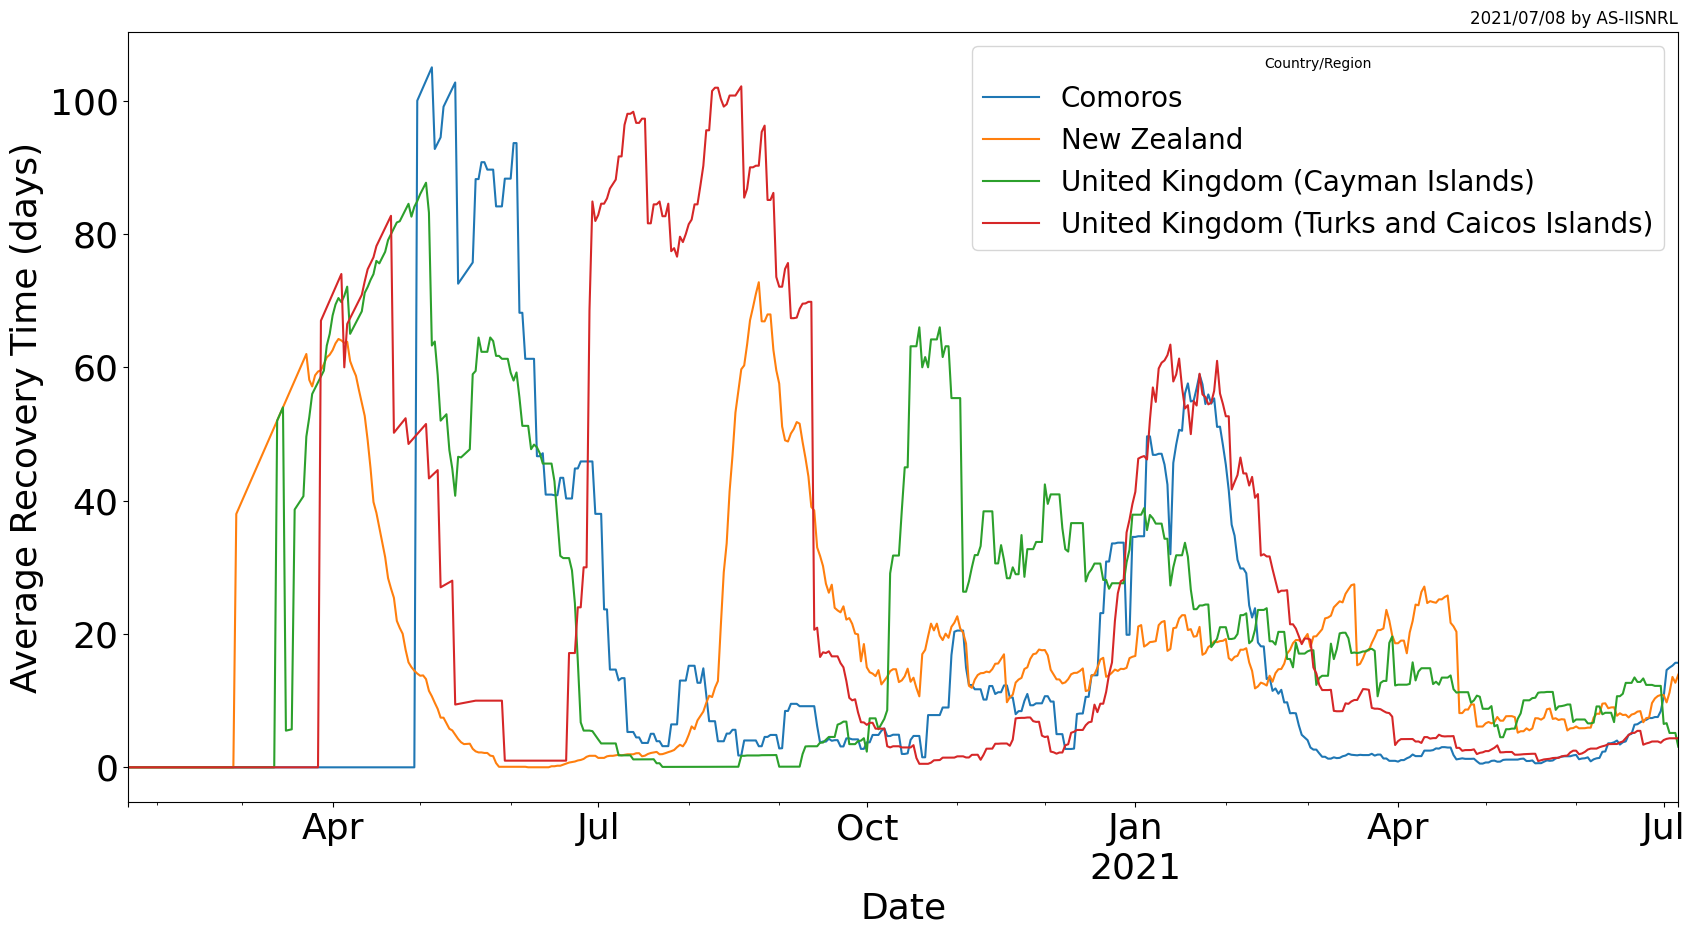 2021/07/08 by AS-IISNRL
Country/Region
Comoros
New Zealand
United Kingdom (Cayman Islands)
United Kingdom (Turks and Caicos Islands)
Average Recovery Time (days)
100
80
60
40
20
0
Apr
Jul
Oct
Jan
2021
Apr
Jul
Date